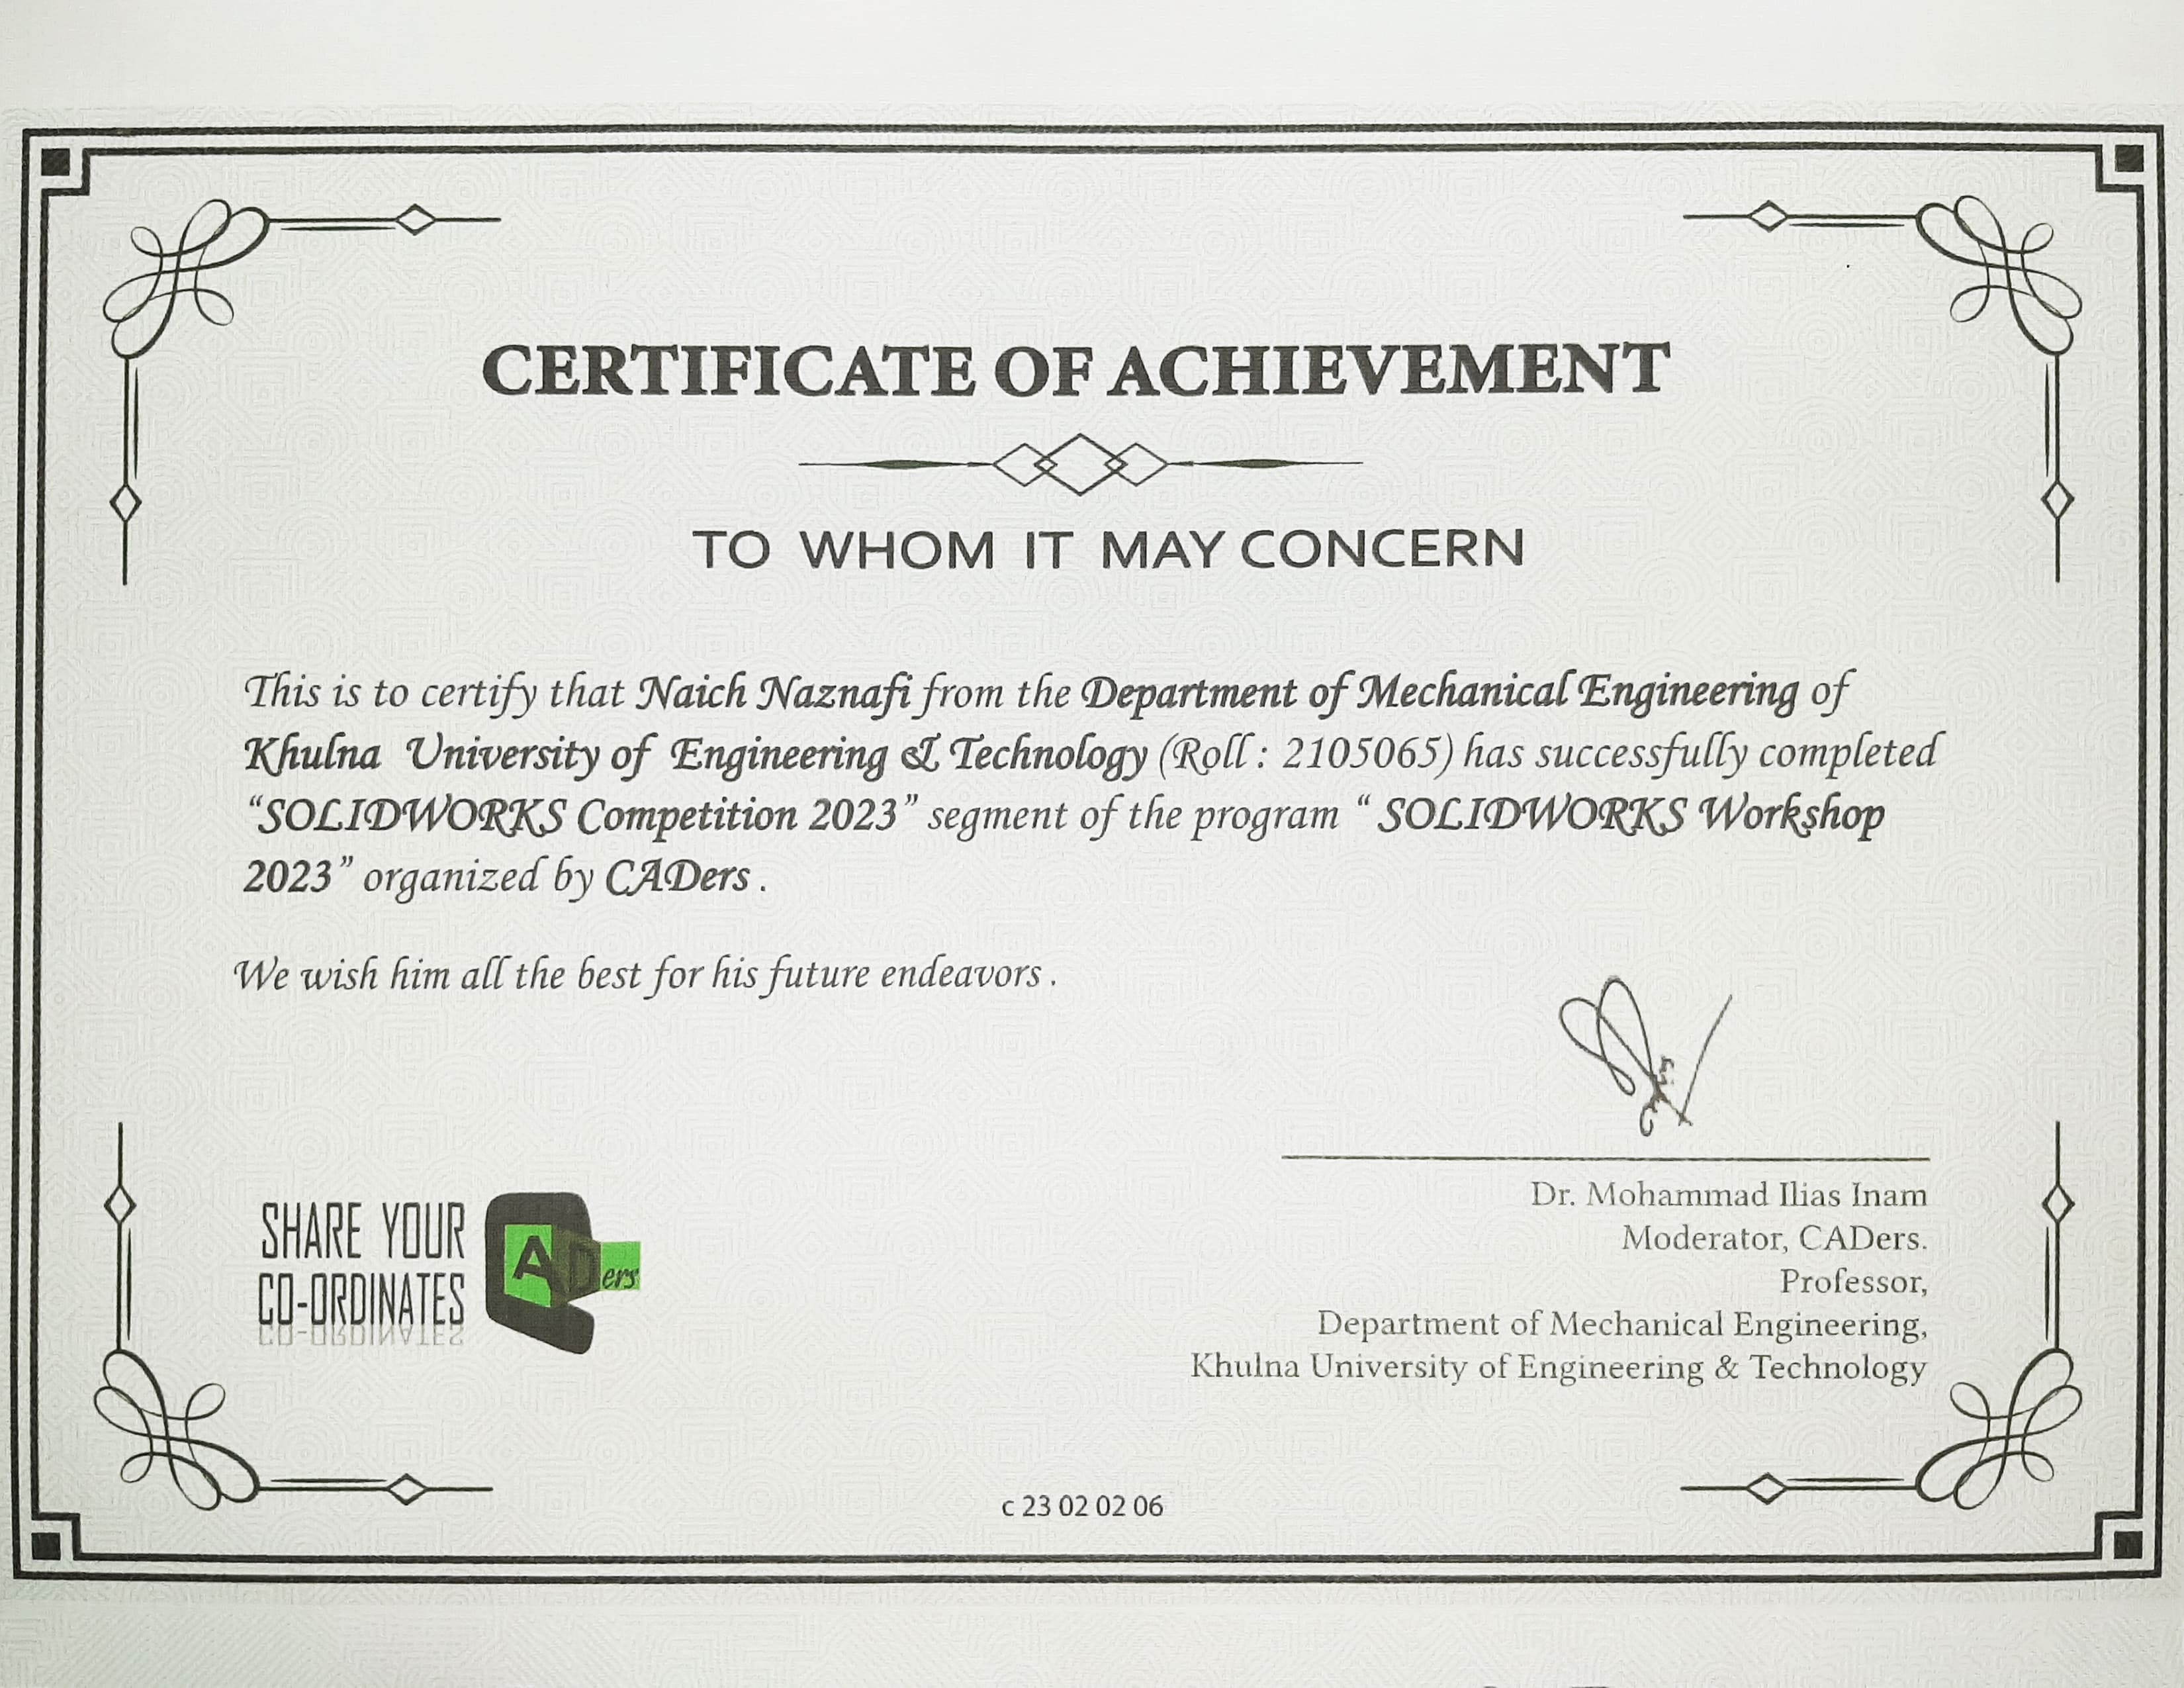 CERTIFICATE OF ACHIEVEMENT
TO WHOM IT MAY CONCERN
This is to certify that Naich Naznafi from the Department of Mechanical Engineering of
Khulna University of Engineering & Technology (Roll : 2105065) has successfully completed
“SOLIDWORKS Competition 2023” segment of the program “ SOLIDWORKS Workshop
2023” organized by CADers .
We wish him all the best for his future endeavors .
SHARE YOUR
CO-ORDINATES
CADers
Dr. Mohammad Ilias Inam
Moderator, CADers.
Professor,
Department of Mechanical Engineering,
Khulna University of Engineering & Technology
c 23 02 02 06